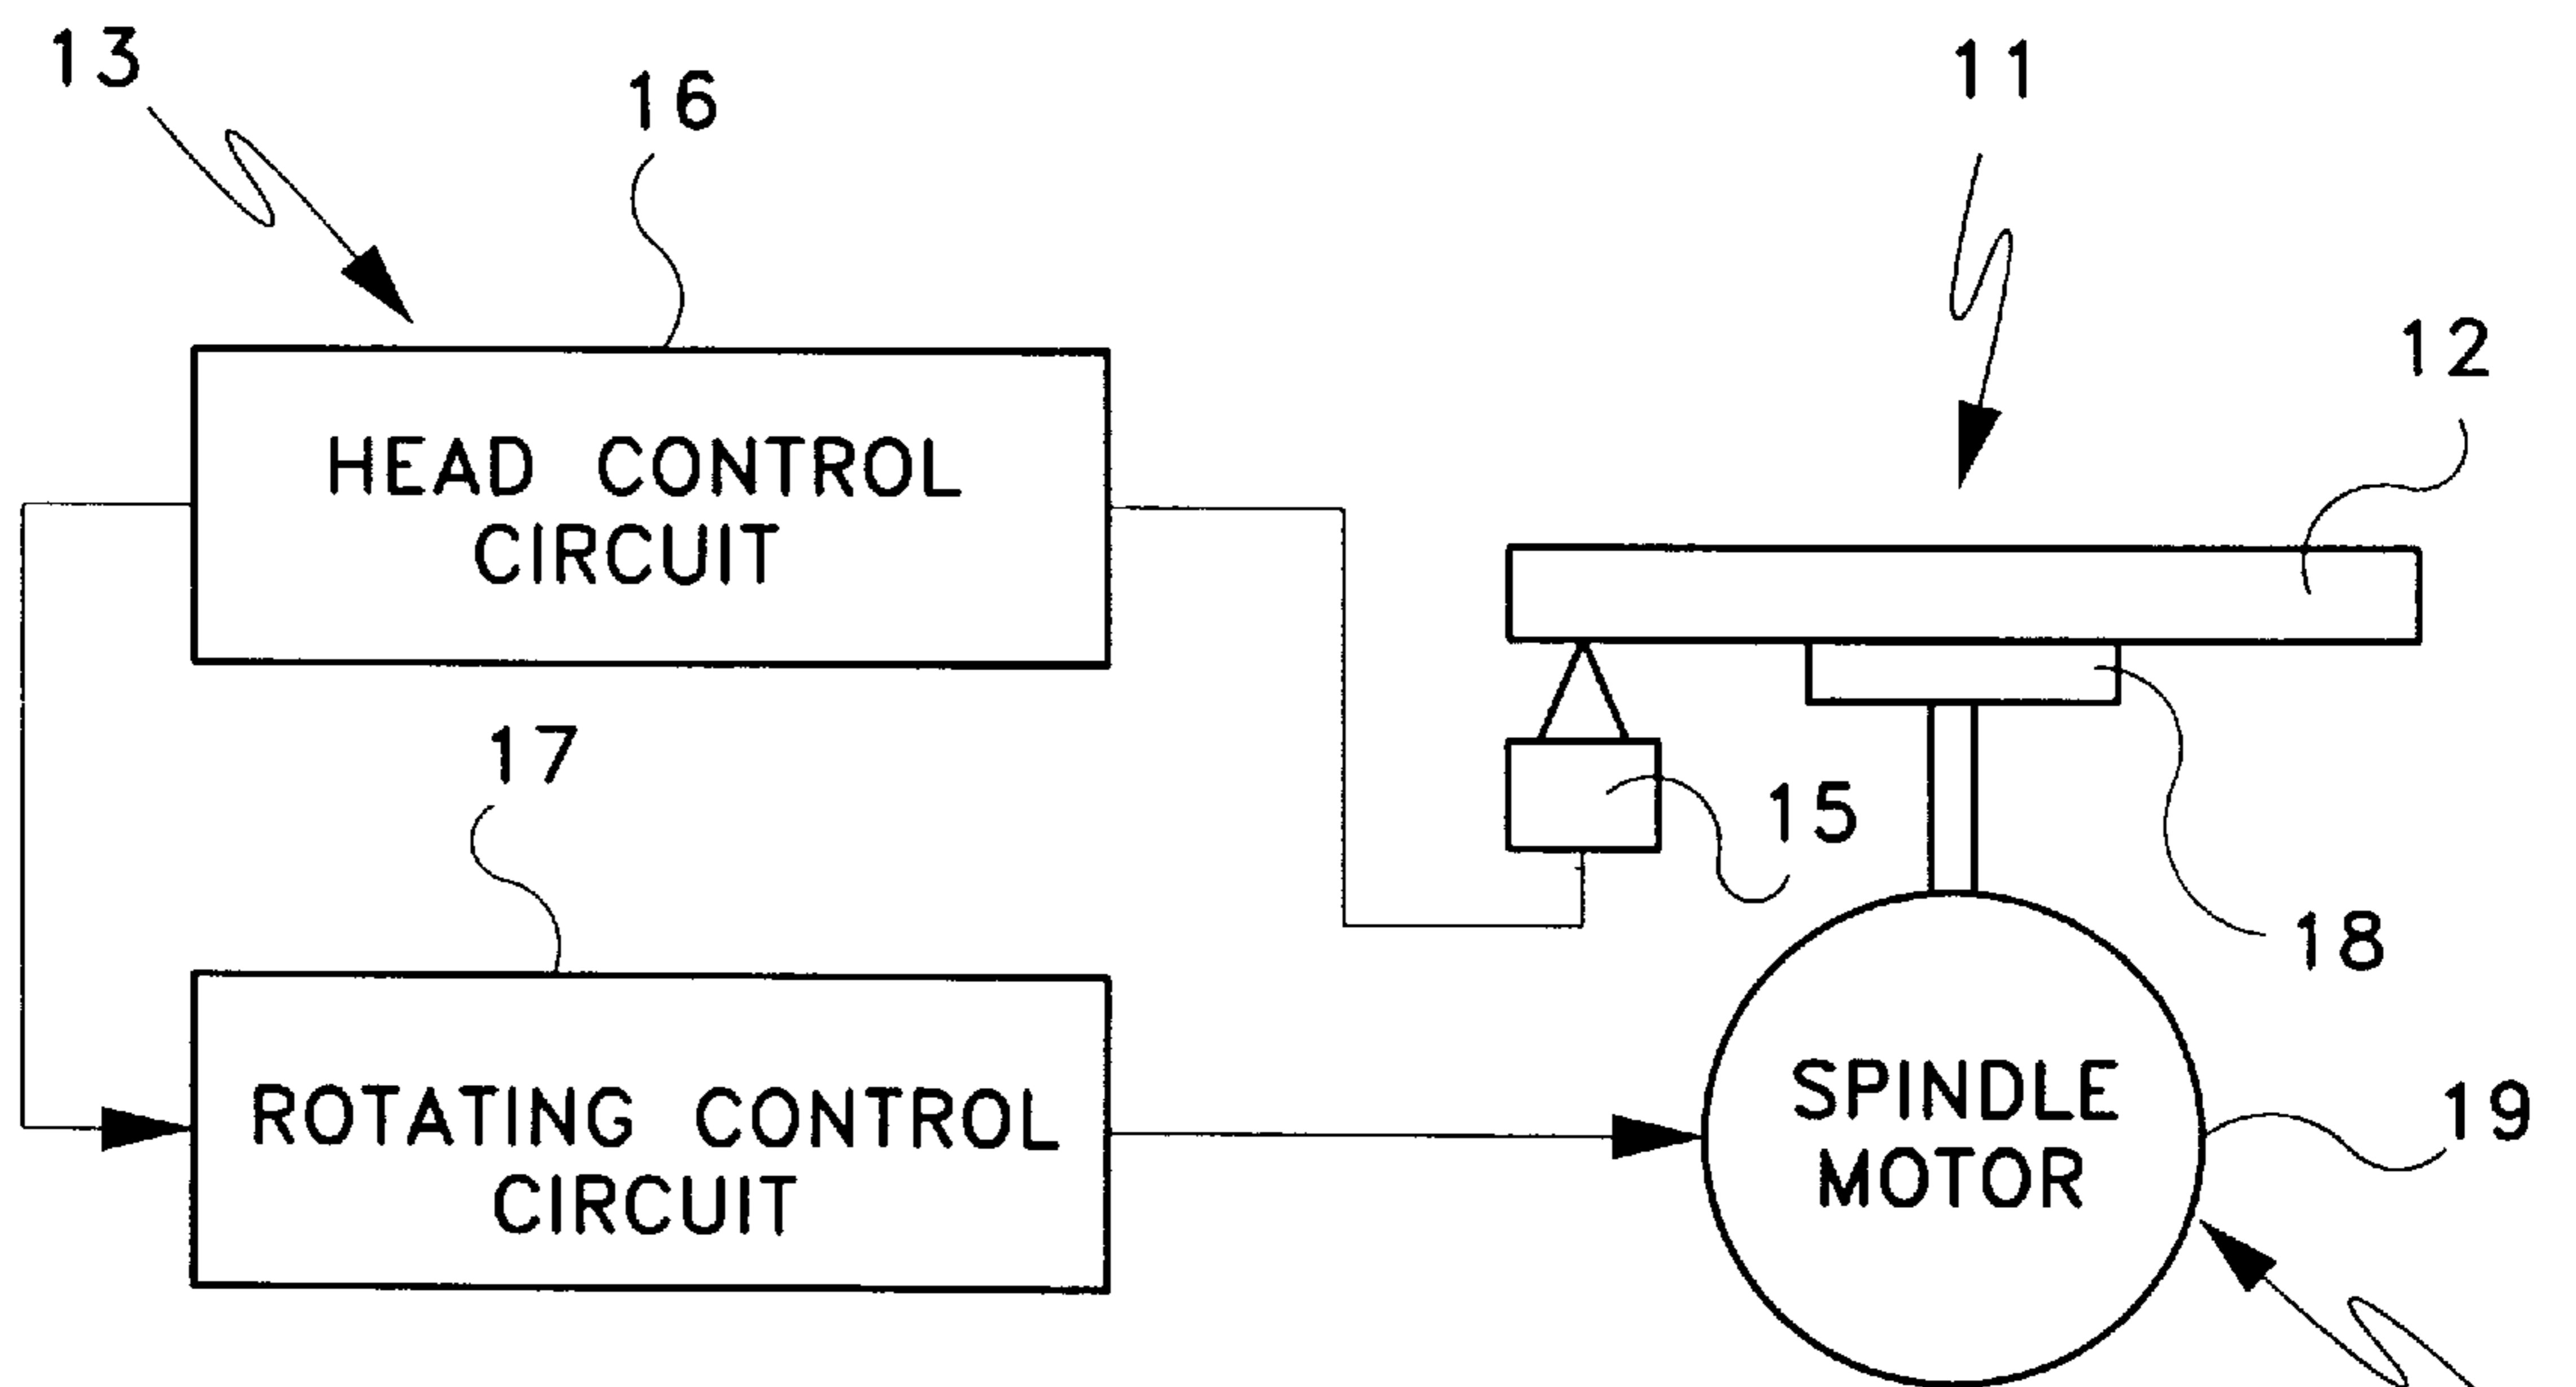 13
16
11
12
HEAD CONTROL
CIRCUIT
17
15
18
ROTATING CONTROL
CIRCUIT
SPINDLE
MOTOR
19